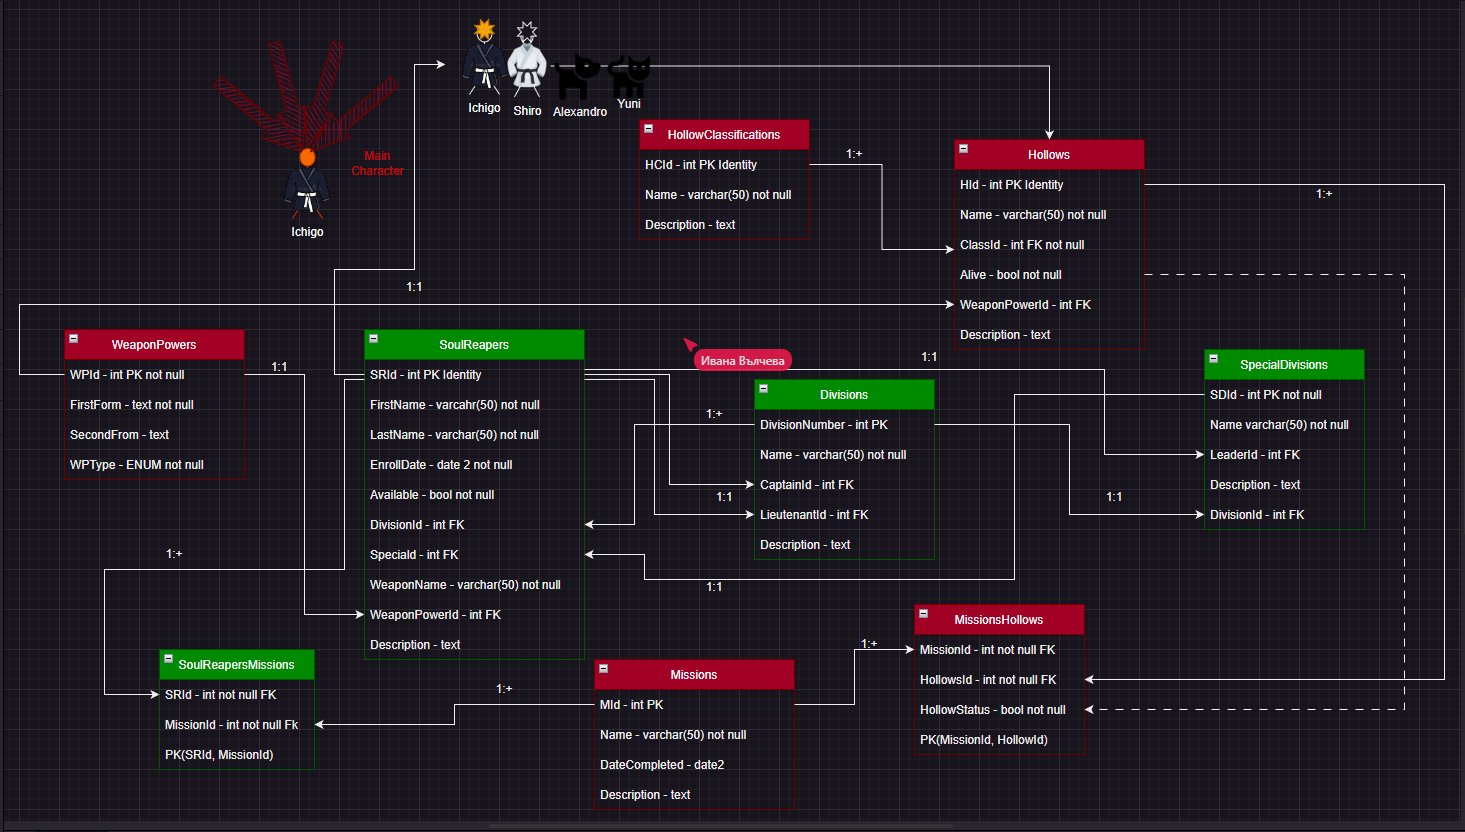 Ichigo
Shiro
Alexandro
Yuni
Main
Character
Ichigo
HollowClassifications
HCId - int PK Identity
Name - varchar(50) not null
Description - text
1:+
Hollows
HId - int PK Identity
Name - varchar(50) not null
ClassId - int FK not null
Alive - bool not null
WeaponPowerId - int FK
Description - text
1:+
1:1
WeaponPowers
WPId - int PK not null
FirstForm - text not null
SecondFrom - text
WPType - ENUM not null
1:1
SoulReapers
SRId - int PK Identity
FirstName - varcahr(50) not null
LastName - varchar(50) not null
EnrollDate - date 2 not null
Available - bool not null
DivisionId - int FK
SpeciaId - int FK
WeaponName - varchar(50) not null
WeaponPowerId - int FK
Description - text
Ивана Вълчева
1:1
Divisions
DivisionNumber - int PK
Name - varchar(50) not null
CaptainId - int FK
LieutenantId - int FK
Description - text
1:+
1:1
SpecialDivisions
SDId - int PK not null
Name varchar(50) not null
LeaderId - int FK
Description - text
DivisionId - int FK
1:1
1:+
1:1
SoulReapersMissions
SRId - int not null FK
MissionId - int not null Fk
PK(SRId, MissionId)
1:+
Missions
MId - int PK
Name - varchar(50) not null
DateCompleted - date2
Description - text
1:+
MissionsHollows
MissionId - int not null FK
HollowsId - int not null FK
HollowStatus - bool not null
PK(MissionId, HollowId)